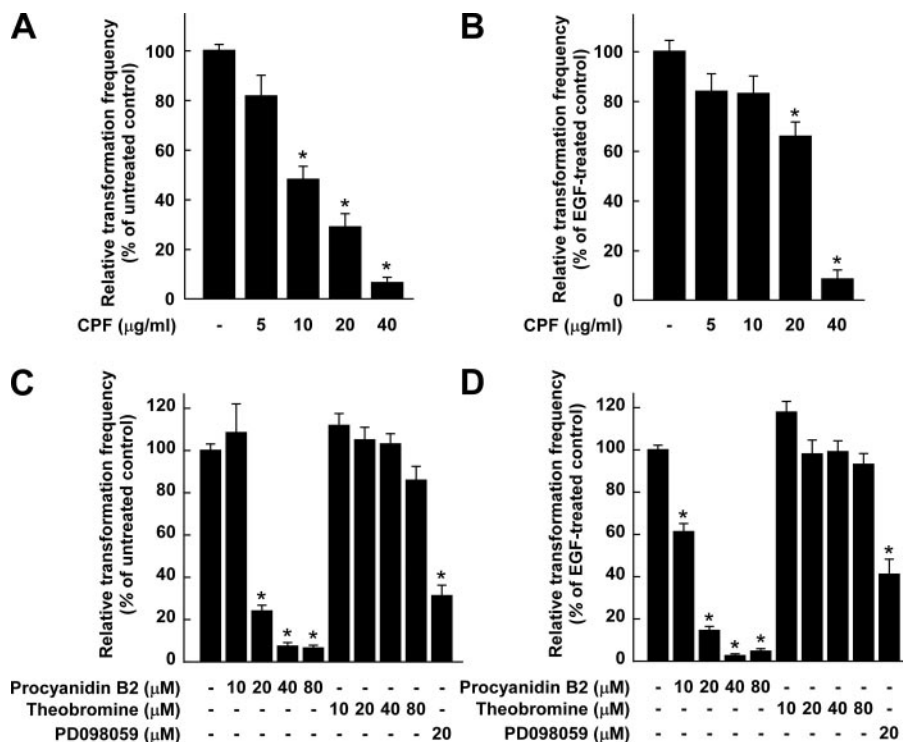 A
Relative transformation frequency
(% of untreated control)
100
80
60
40
20
0
* * *
CPF (μg/ml) - 5 10 20 40
B
Relative transformation frequency
(% of EGF-treated control)
100
80
60
40
20
0
* *
CPF (μg/ml) - 5 10 20 40
C
Relative transformation frequency
(% of untreated control)
120
100
80
60
40
20
0
* * * *
Procyanidin B2 (μM) - 10 20 40 80 - - - - -
Theobromine (μM) - - - - - 10 20 40 80 -
PD098059 (μM) - - - - - - - - - 20
D
Relative transformation frequency
(% of EGF-treated control)
120
100
80
60
40
20
0
* * * * *
Procyanidin B2 (μM) - 10 20 40 80 - - - - -
Theobromine (μM) - - - - - 10 20 40 80 -
PD098059 (μM) - - - - - - - - - 20